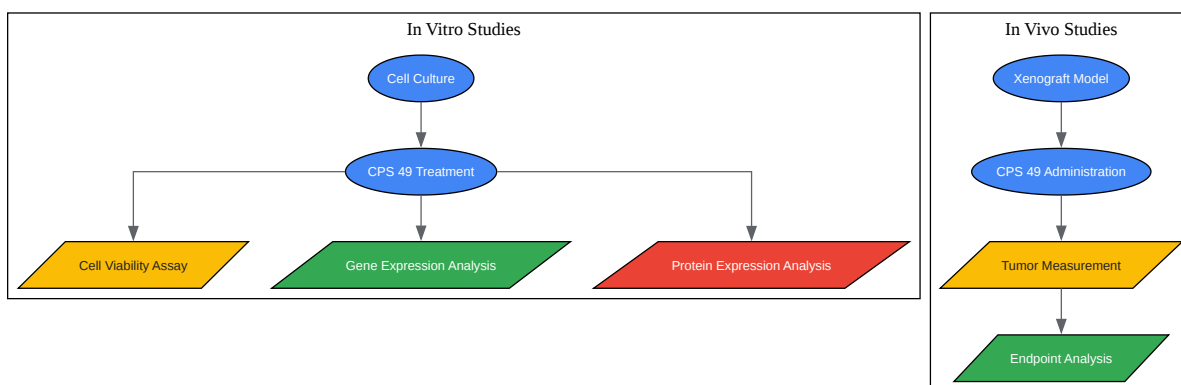 In Vitro Studies
Cell Culture
CPS 49 Treatment
Cell Viability Assay
Gene Expression Analysis
Protein Expression Analysis
In Vivo Studies
Xenograft Model
CPS 49 Administration
Tumor Measurement
Endpoint Analysis